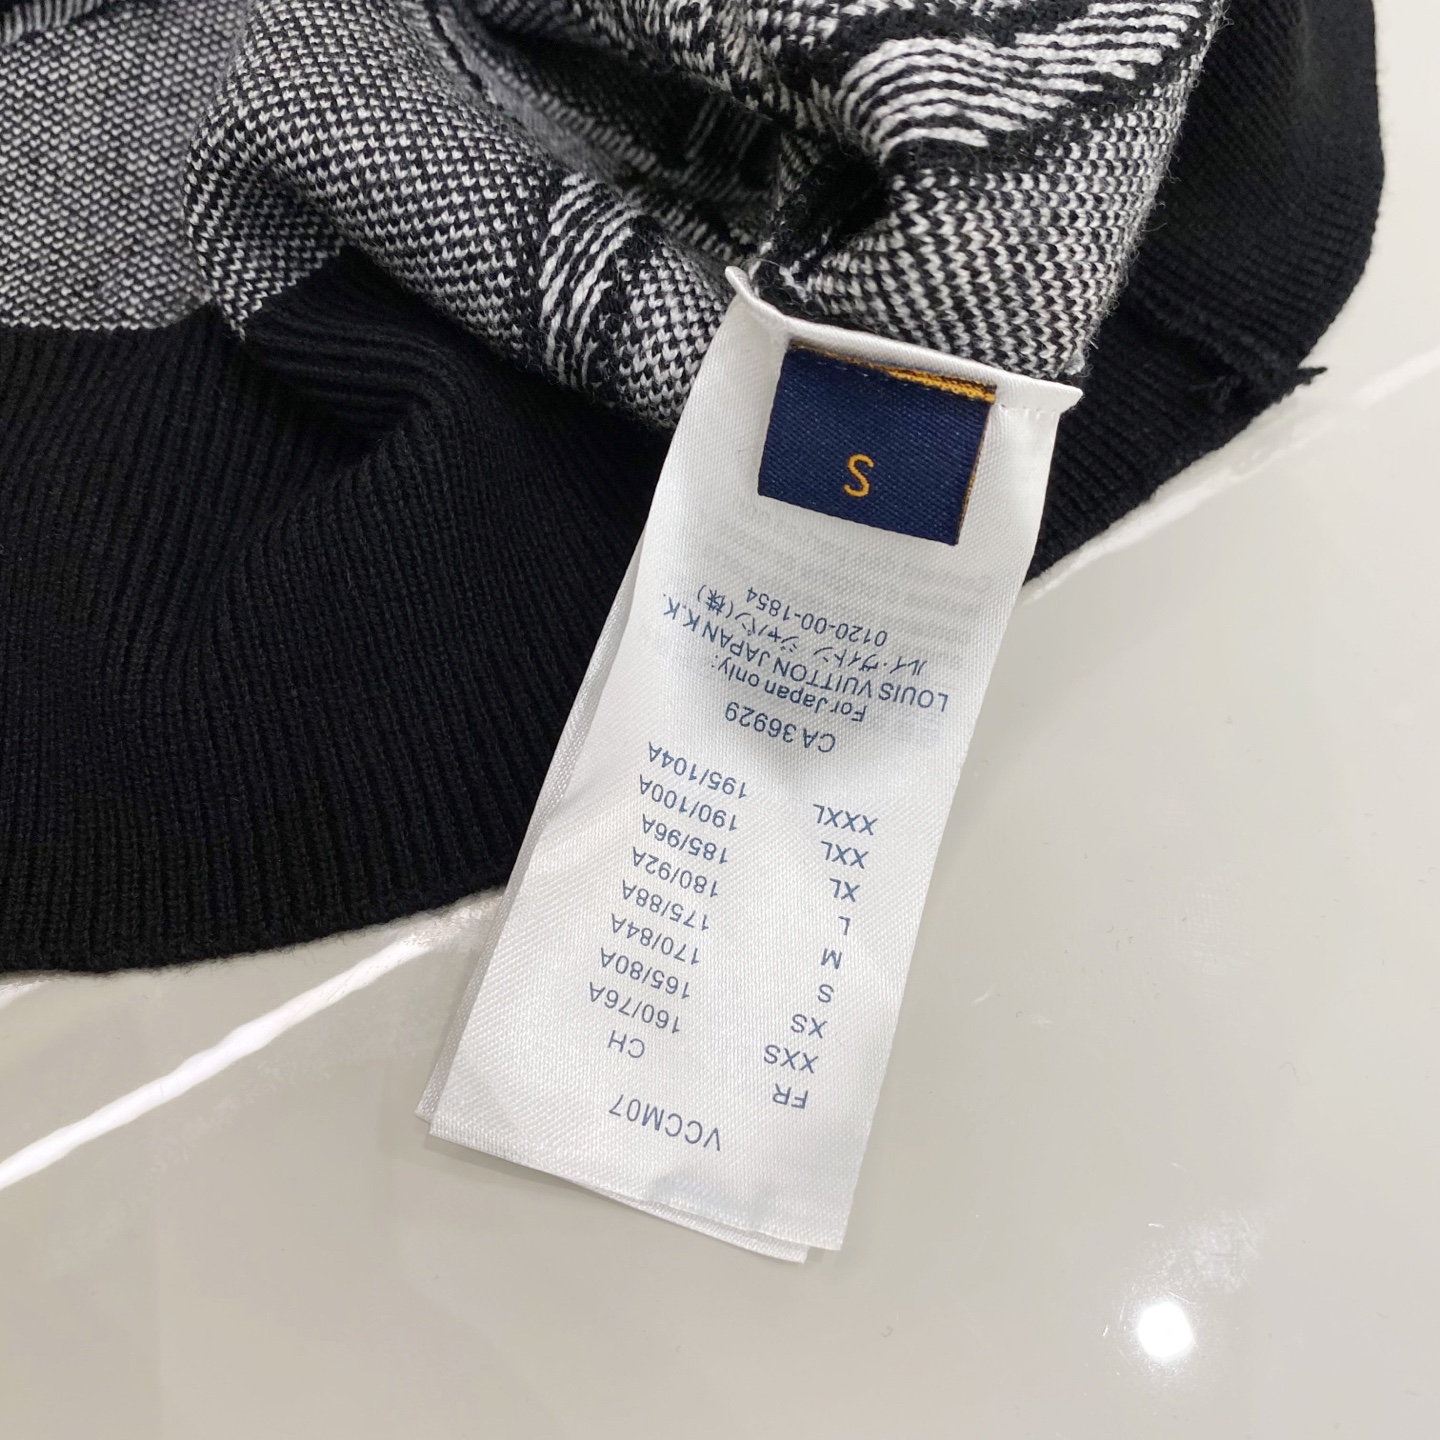 S
VCCM07
FR CH
XXS 160/76A
XS 165/80A
S 170/84A
M 175/88A
L 180/92A
XL 185/96A
XXL 190/100A
XXXL 195/104A
CA 36929
For Japan only:
LOUIS VUITTON JAPAN K.K.
ルイ・ヴィトン ジャパン(株)
0120-00-1854